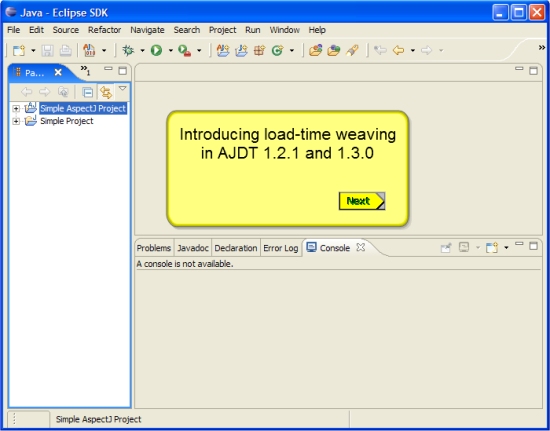 Java - Eclipse SDK
File Edit Source Refactor Navigate Search Project Run Window Help
Pa...
»1
Simple AspectJ Project
Simple Project
Introducing load-time weaving
in AJDT 1.2.1 and 1.3.0
Next
Problems Javadoc Declaration Error Log Console
A console is not available.
Simple AspectJ Project